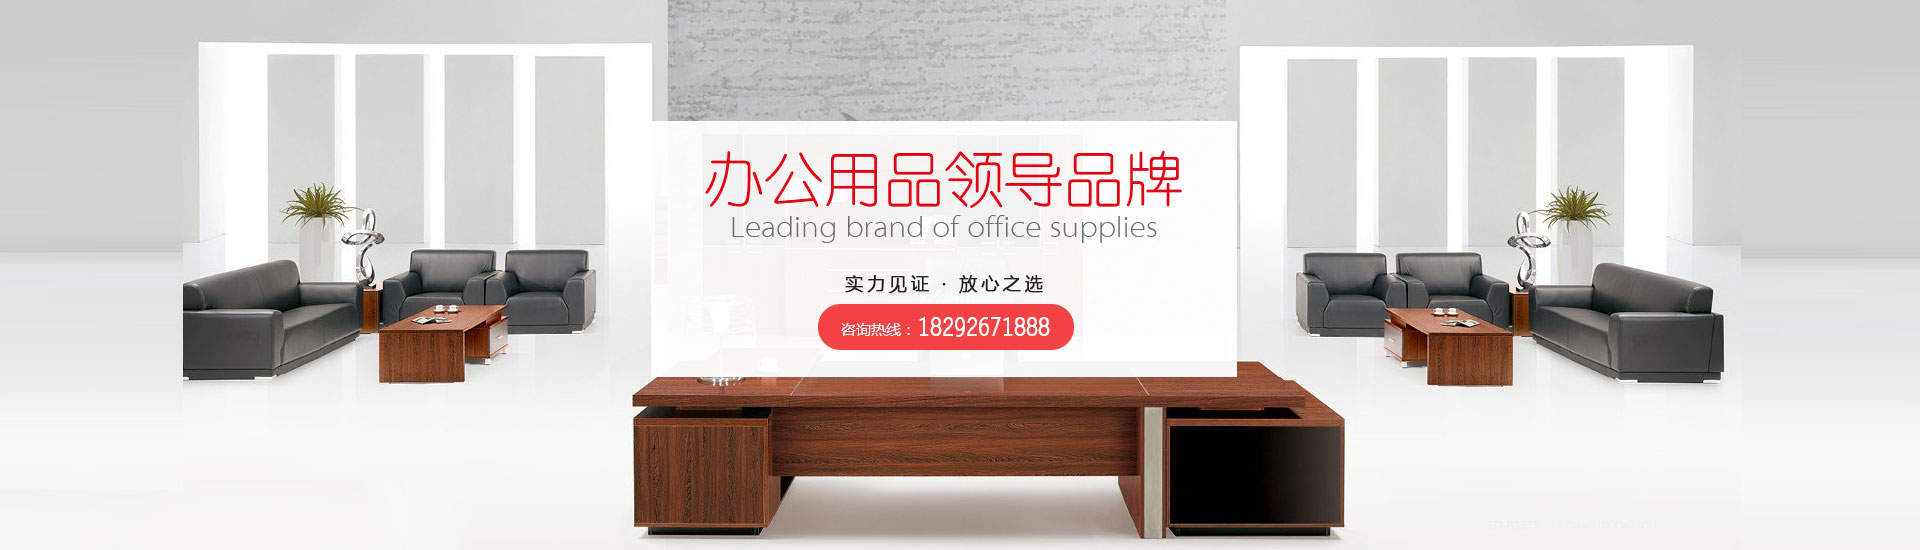 办公用品领导品牌
Leading brand of office supplies
实力见证 · 放心之选
咨询热线：18292671888